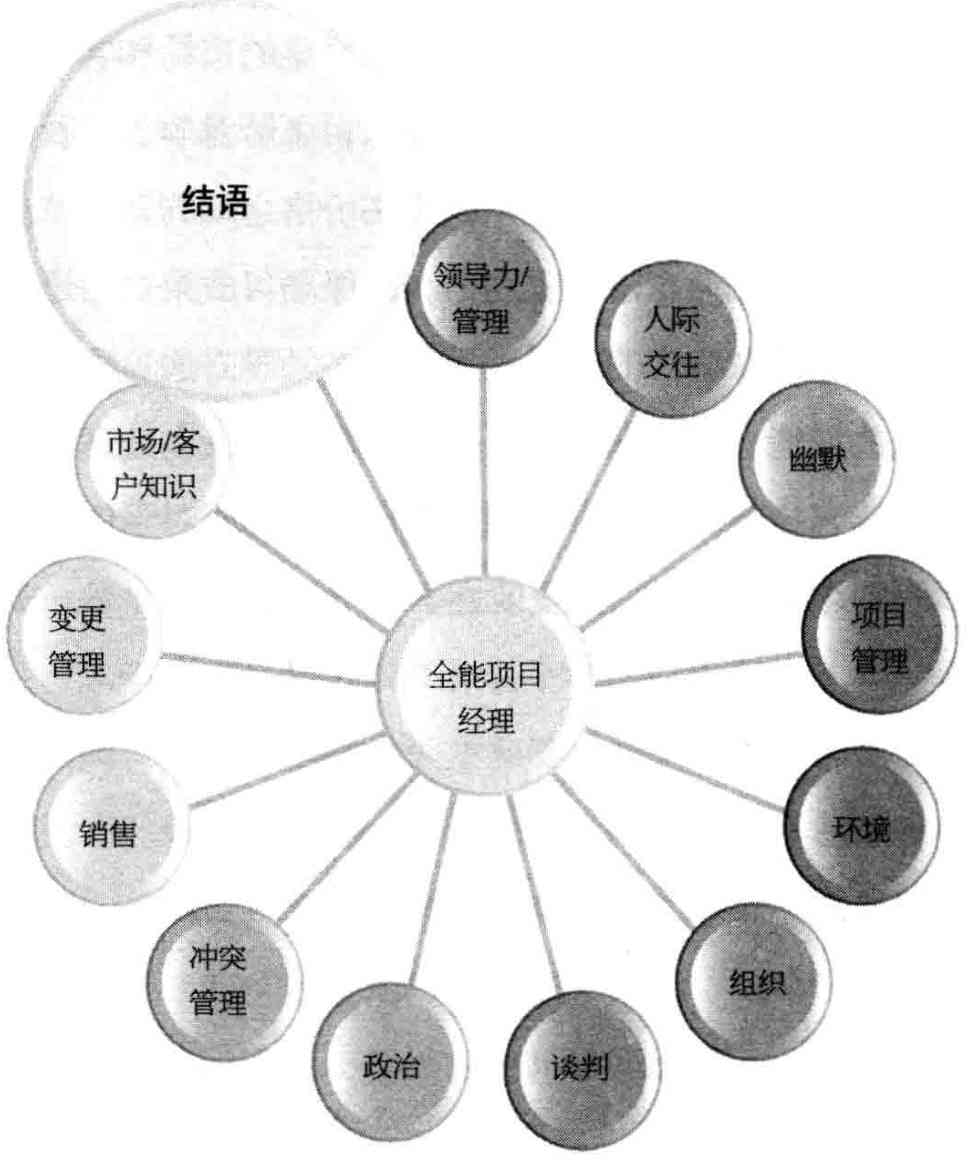 结语
领导力/
管理
人际
交往
幽默
项目
管理
环境
组织
谈判
政治
冲突
管理
销售
变更
管理
市场/客
户知识
全能项目
经理